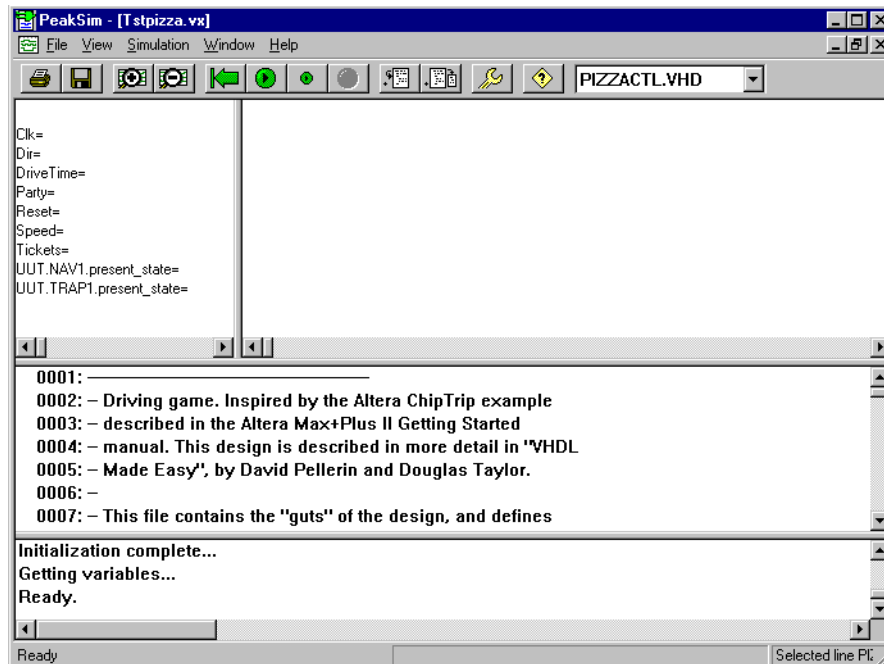 PeakSim - [Tstpizza.vx]
File View Simulation Window Help
PIZZACTL.VHD
Clk=
Dir=
DriveTime=
Party=
Reset=
Speed=
Tickets=
UUT.NAV1.present_state=
UUT.TRAP1.present_state=
0001: ————————————————
0002: – Driving game. Inspired by the Altera ChipTrip example
0003: – described in the Altera Max+Plus II Getting Started
0004: – manual. This design is described in more detail in "VHDL
0005: – Made Easy", by David Pellerin and Douglas Taylor.
0006: –
0007: – This file contains the "guts" of the design, and defines
Initialization complete...
Getting variables...
Ready.
Ready
Selected line